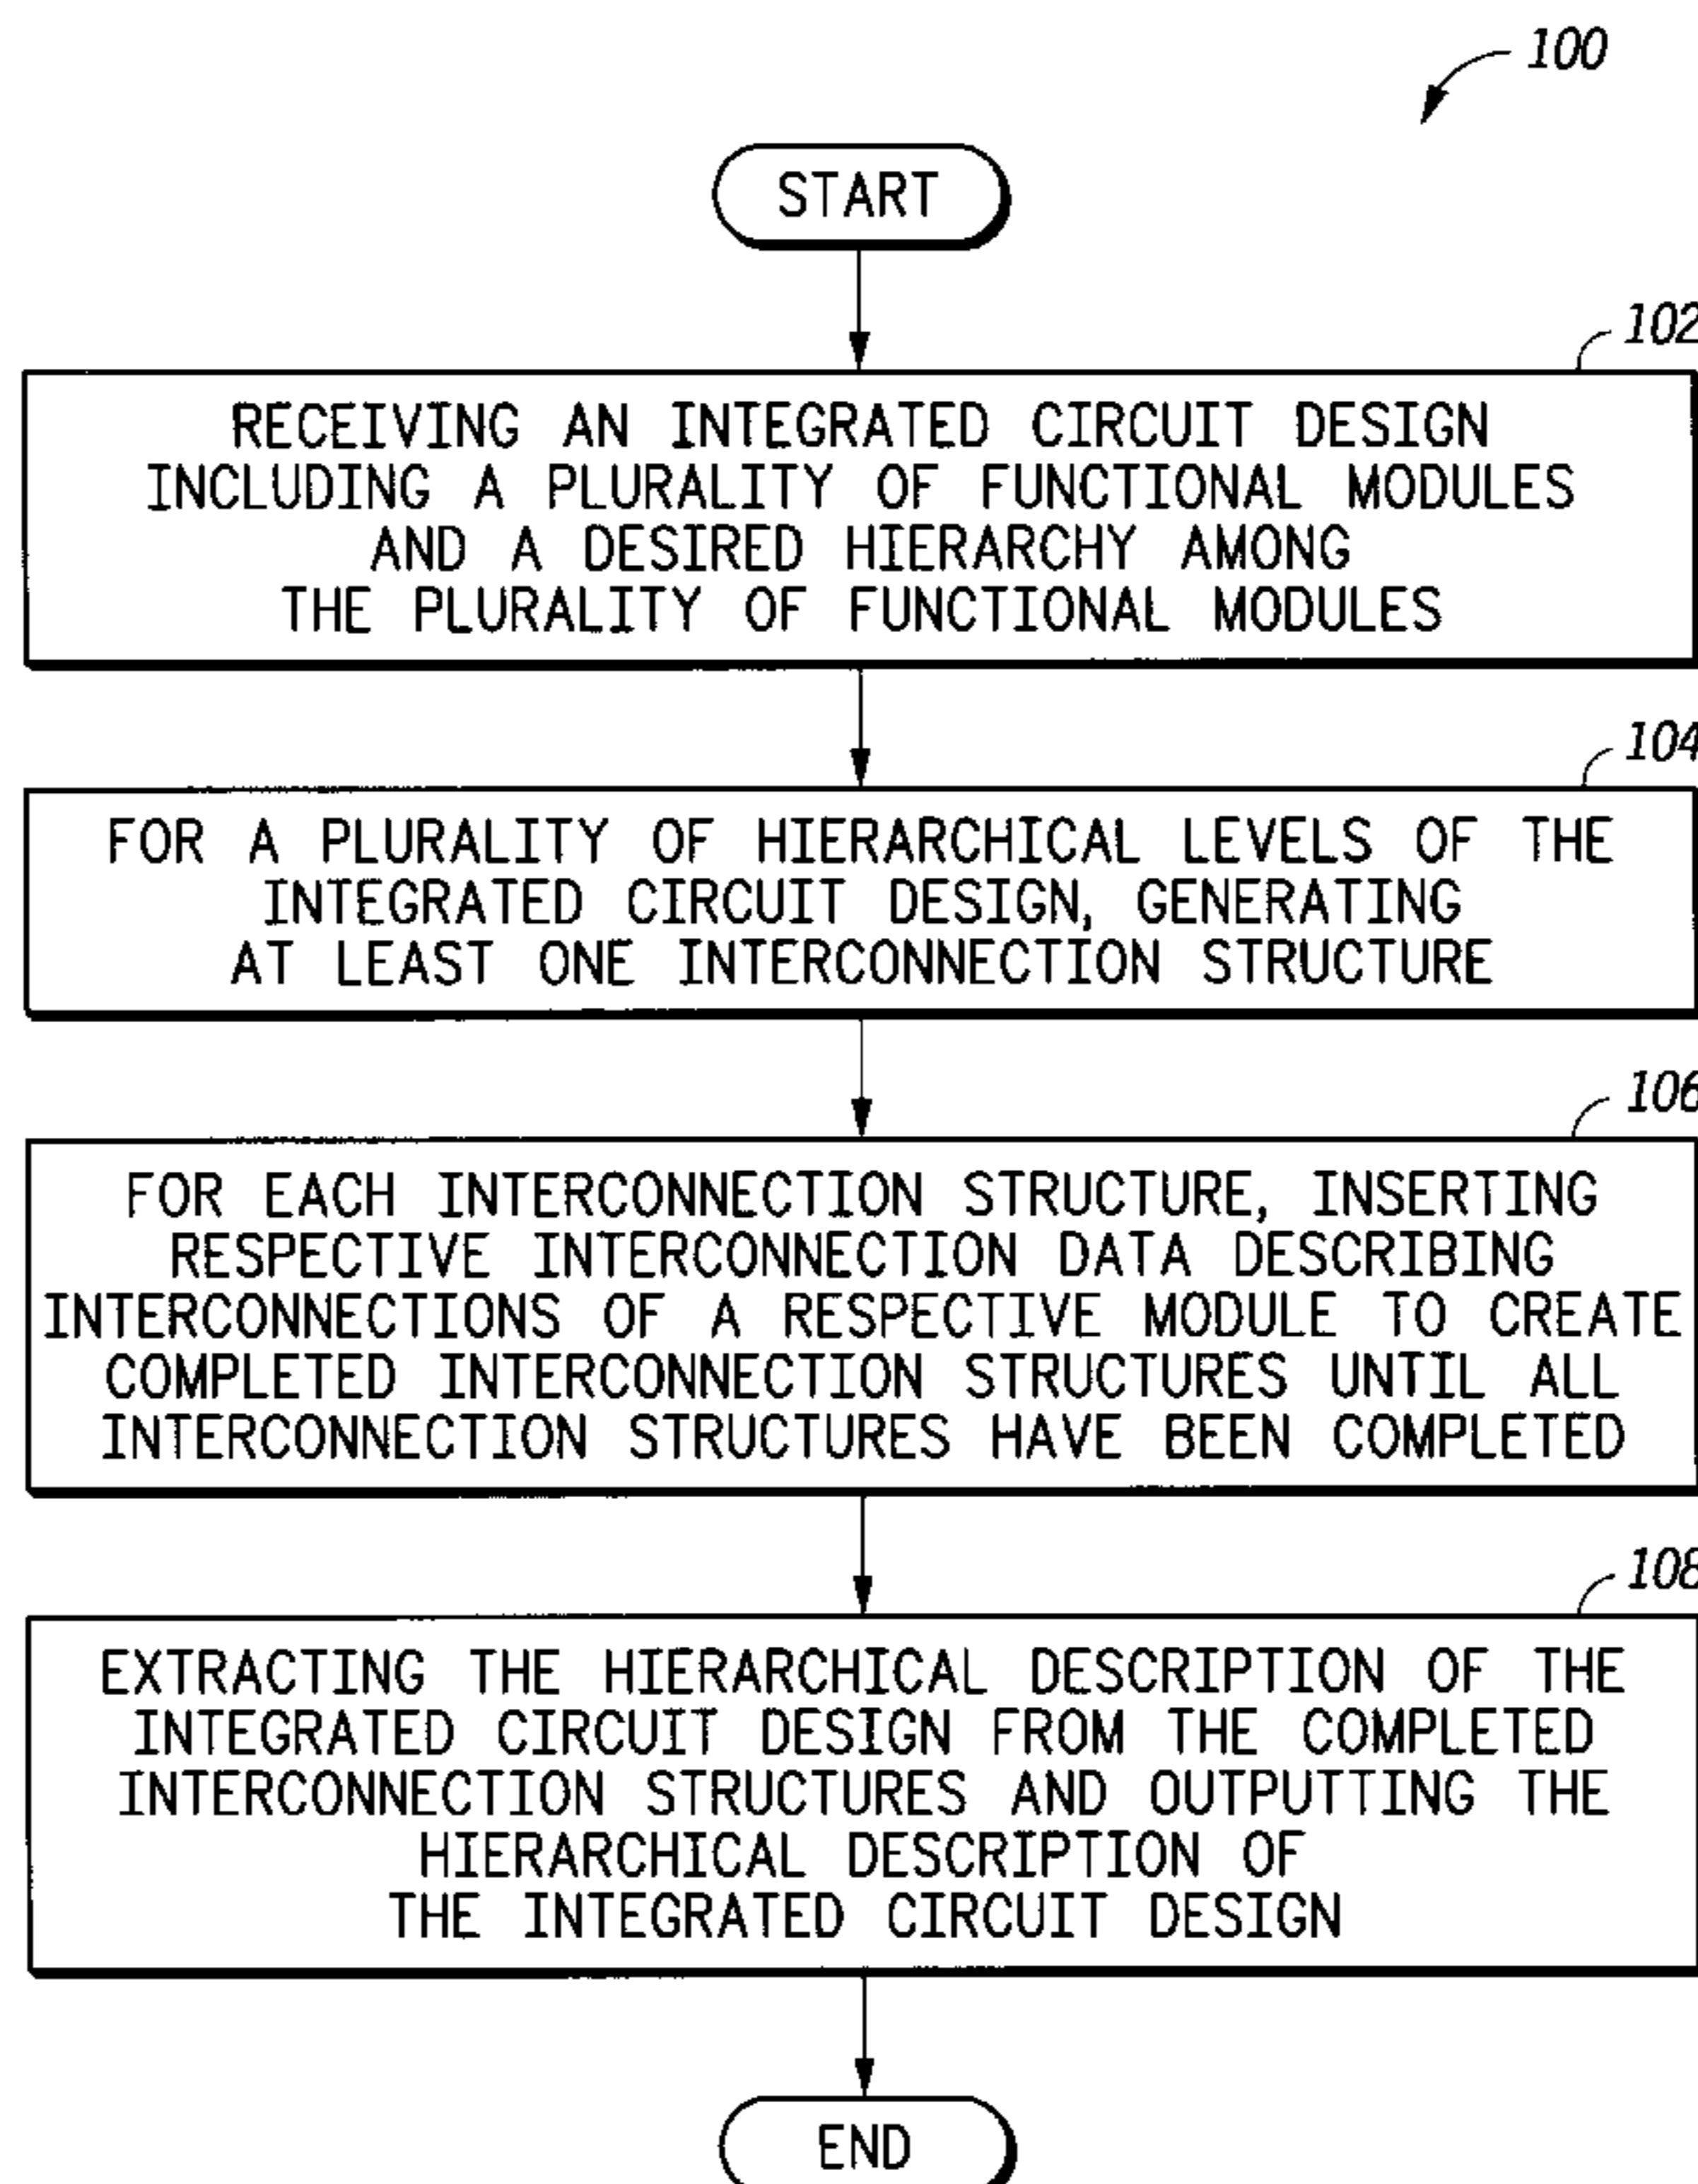 100
START
102
RECEIVING AN INTEGRATED CIRCUIT DESIGN
INCLUDING A PLURALITY OF FUNCTIONAL MODULES
AND A DESIRED HIERARCHY AMONG
THE PLURALITY OF FUNCTIONAL MODULES
104
FOR A PLURALITY OF HIERARCHICAL LEVELS OF THE
INTEGRATED CIRCUIT DESIGN, GENERATING
AT LEAST ONE INTERCONNECTION STRUCTURE
106
FOR EACH INTERCONNECTION STRUCTURE, INSERTING
RESPECTIVE INTERCONNECTION DATA DESCRIBING
INTERCONNECTIONS OF A RESPECTIVE MODULE TO CREATE
COMPLETED INTERCONNECTION STRUCTURES UNTIL ALL
INTERCONNECTION STRUCTURES HAVE BEEN COMPLETED
108
EXTRACTING THE HIERARCHICAL DESCRIPTION OF THE
INTEGRATED CIRCUIT DESIGN FROM THE COMPLETED
INTERCONNECTION STRUCTURES AND OUTPUTTING THE
HIERARCHICAL DESCRIPTION OF
THE INTEGRATED CIRCUIT DESIGN
END